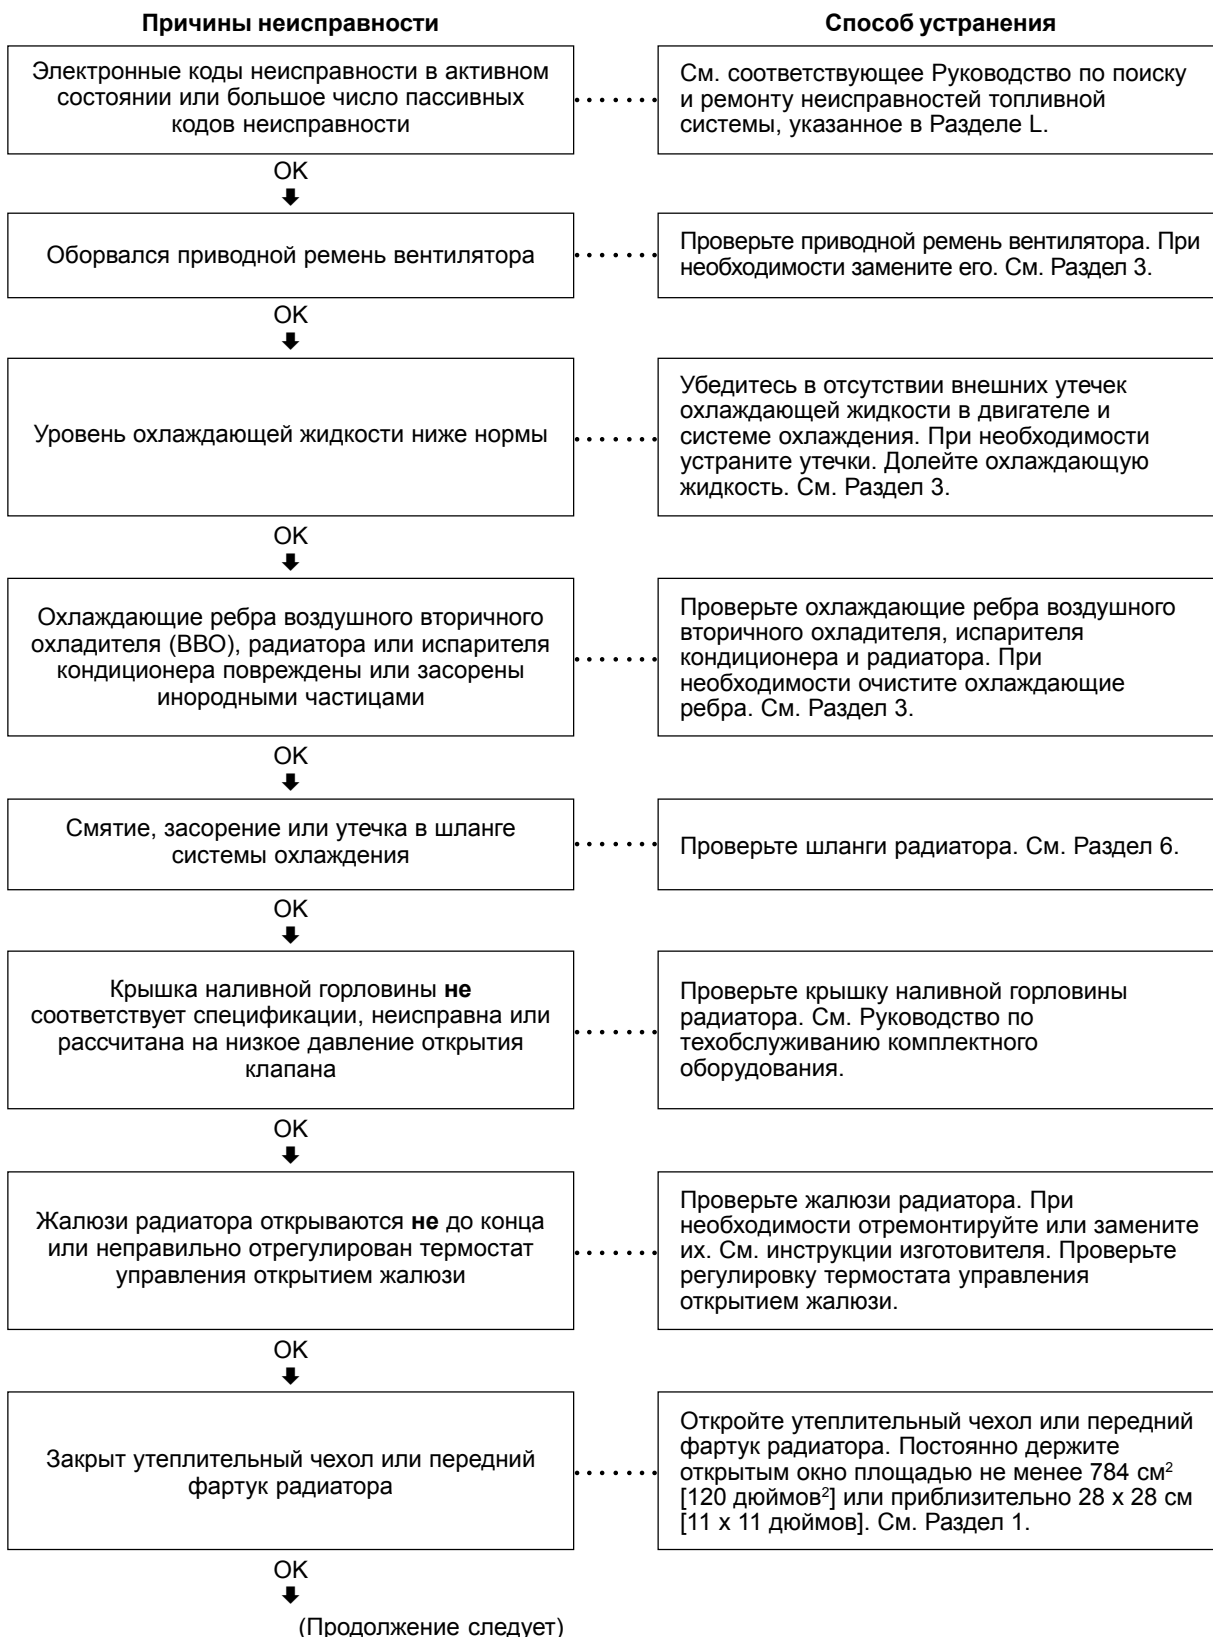 Причины неисправности
Способ устранения
Электронные коды неисправности в активном
состоянии или большое число пассивных
кодов неисправности
См. соответствующее Руководство по поиску
и ремонту неисправностей топливной
системы, указанное в Разделе L.
OK
Оборвался приводной ремень вентилятора
Проверьте приводной ремень вентилятора. При
необходимости замените его. См. Раздел 3.
OK
Уровень охлаждающей жидкости ниже нормы
Убедитесь в отсутствии внешних утечек
охлаждающей жидкости в двигателе и
системе охлаждения. При необходимости
устраните утечки. Долейте охлаждающую
жидкость. См. Раздел 3.
OK
Охлаждающие ребра воздушного вторичного
охладителя (ВВО), радиатора или испарителя
кондиционера повреждены или засорены
инородными частицами
Проверьте охлаждающие ребра воздушного
вторичного охладителя, испарителя
кондиционера и радиатора. При
необходимости очистите охлаждающие
ребра. См. Раздел 3.
OK
Смятие, засорение или утечка в шланге
системы охлаждения
Проверьте шланги радиатора. См. Раздел 6.
OK
Крышка наливной горловины не
соответствует спецификации, неисправна или
рассчитана на низкое давление открытия
клапана
Проверьте крышку наливной горловины
радиатора. См. Руководство по
техобслуживанию комплектного
оборудования.
OK
Жалюзи радиатора открываются не до конца
или неправильно отрегулирован термостат
управления открытием жалюзи
Проверьте жалюзи радиатора. При
необходимости отремонтируйте или замените
их. См. инструкции изготовителя. Проверьте
регулировку термостата управления
открытием жалюзи.
OK
Закрыт утеплительный чехол или передний
фартук радиатора
Откройте утеплительный чехол или передний
фартук радиатора. Постоянно держите
открытым окно площадью не менее 784 см²
[120 дюймов²] или приблизительно 28 х 28 см
[11 х 11 дюймов]. См. Раздел 1.
OK
(Продолжение следует)